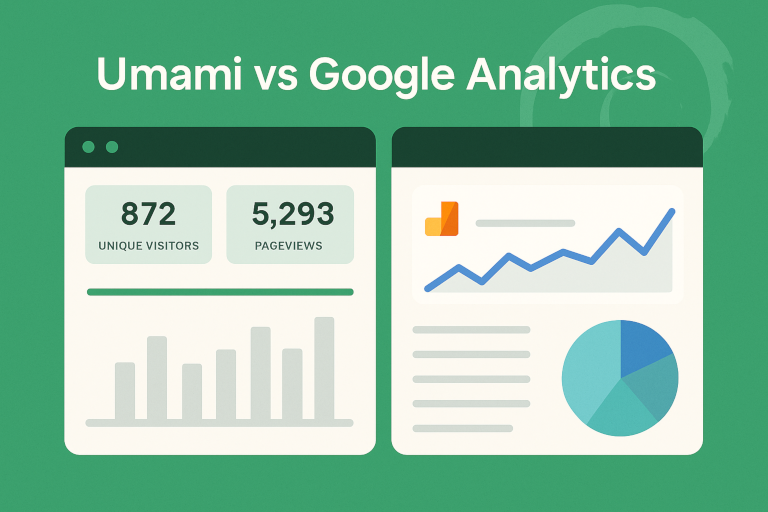 Umami vs Google Analytics
872
UNIQUE VISITORS
5,293
PAGEVIEWS